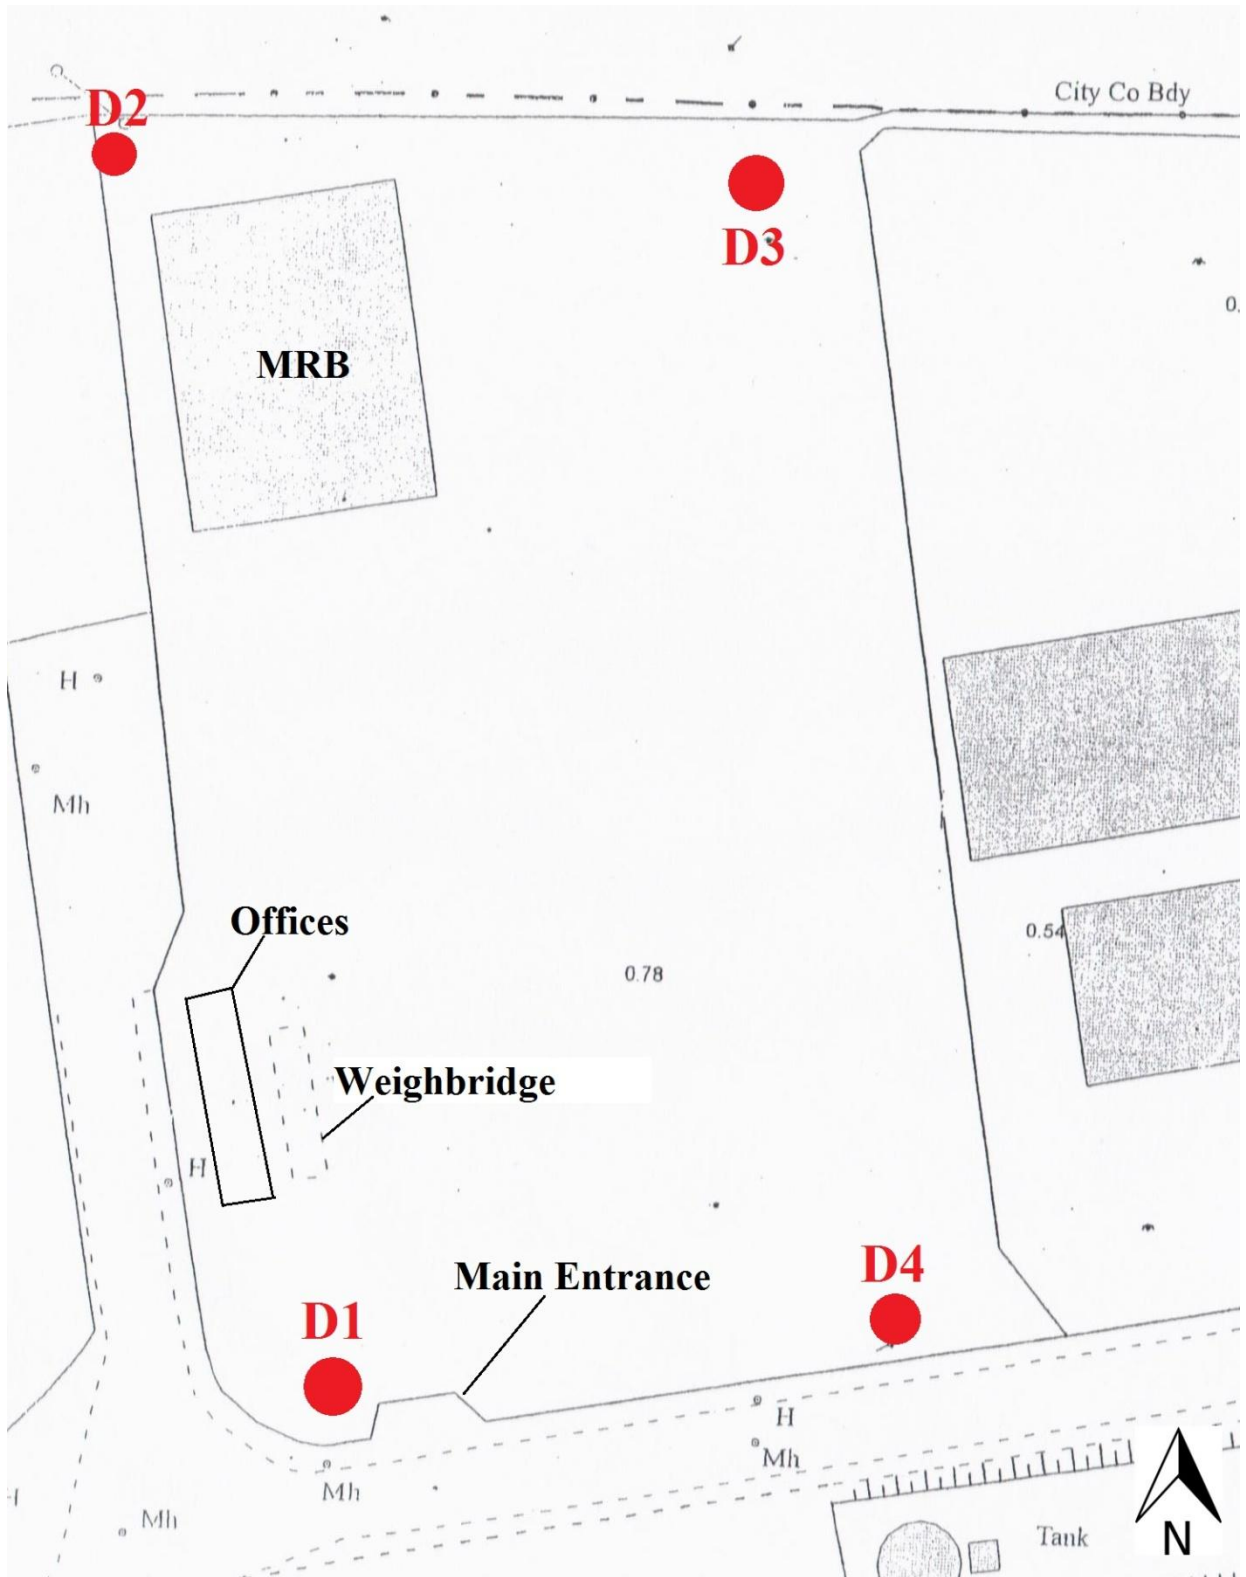 City Co Bdy
D2
D3
0.
MRB
H
Mh
Offices
0.54
0.78
Weighbridge
H
D4
Main Entrance
D1
H
Mh
Mh
Mh
Tank
N